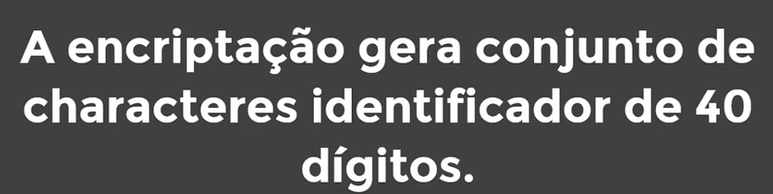 A encriptação gera conjunto de
characteres identificador de 40
dígitos.